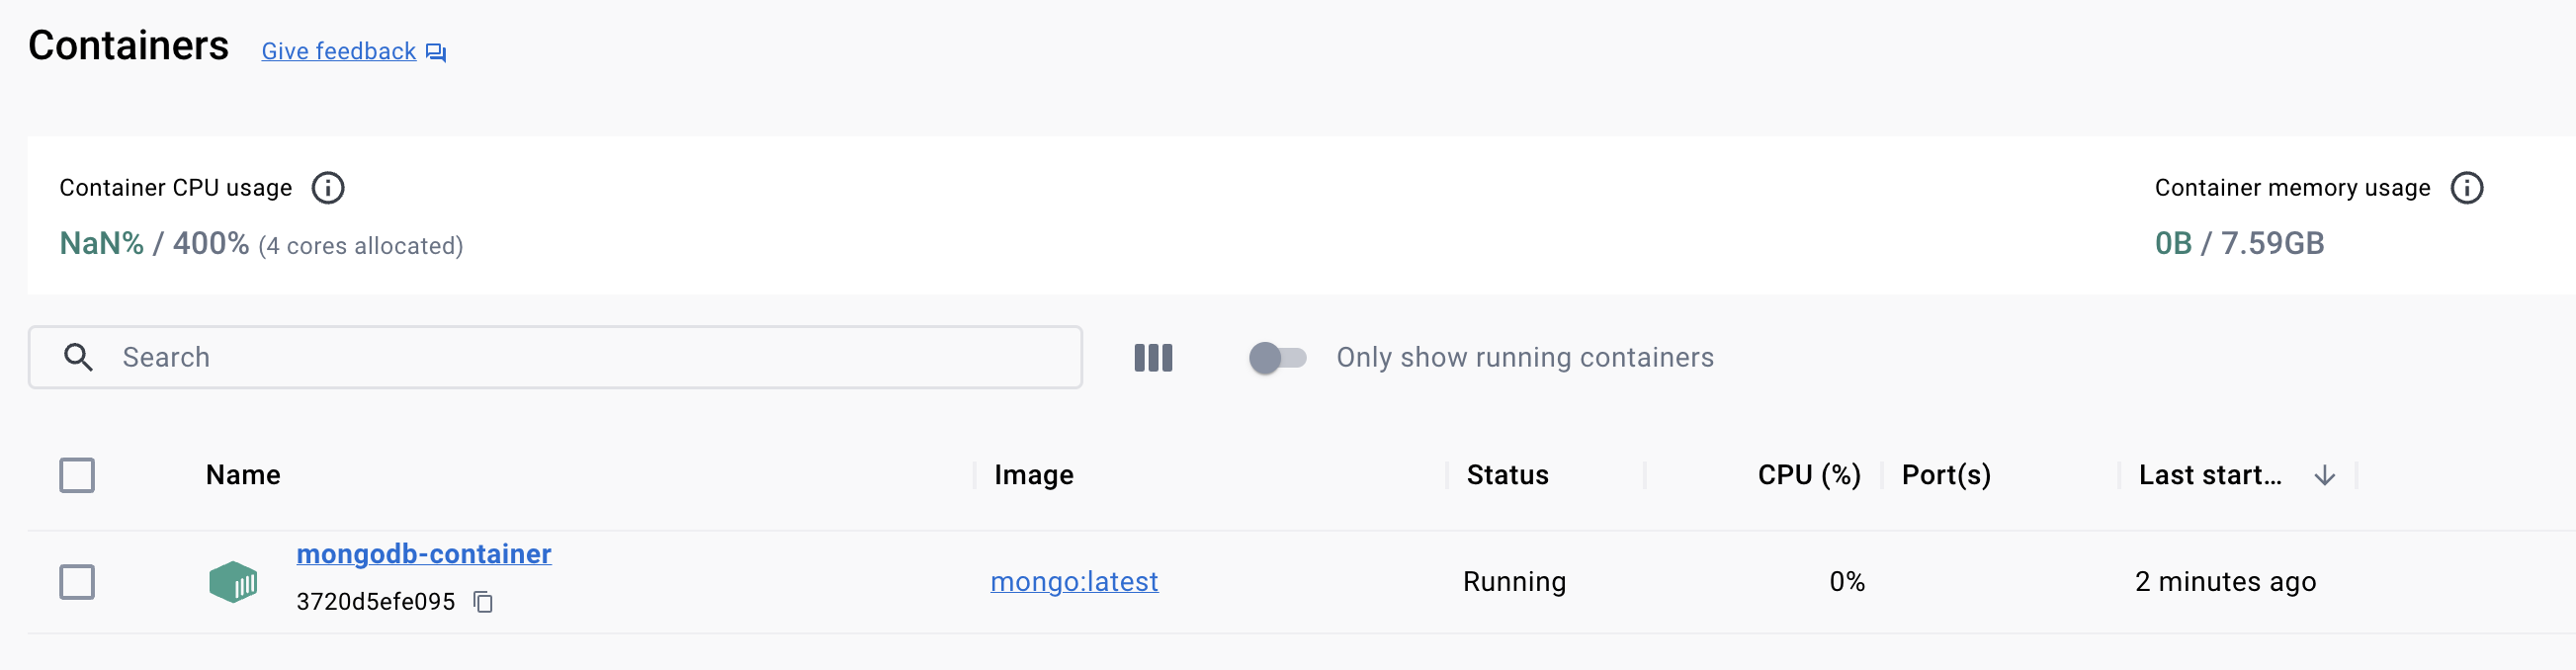 Containers Give feedback
Container CPU usage
NaN% / 400% (4 cores allocated)
Container memory usage
0B / 7.59GB
Search
Only show running containers
Name Image Status CPU (%) Port(s) Last start...
mongodb-container
3720d5efe095
mongo:latest Running 0% 2 minutes ago